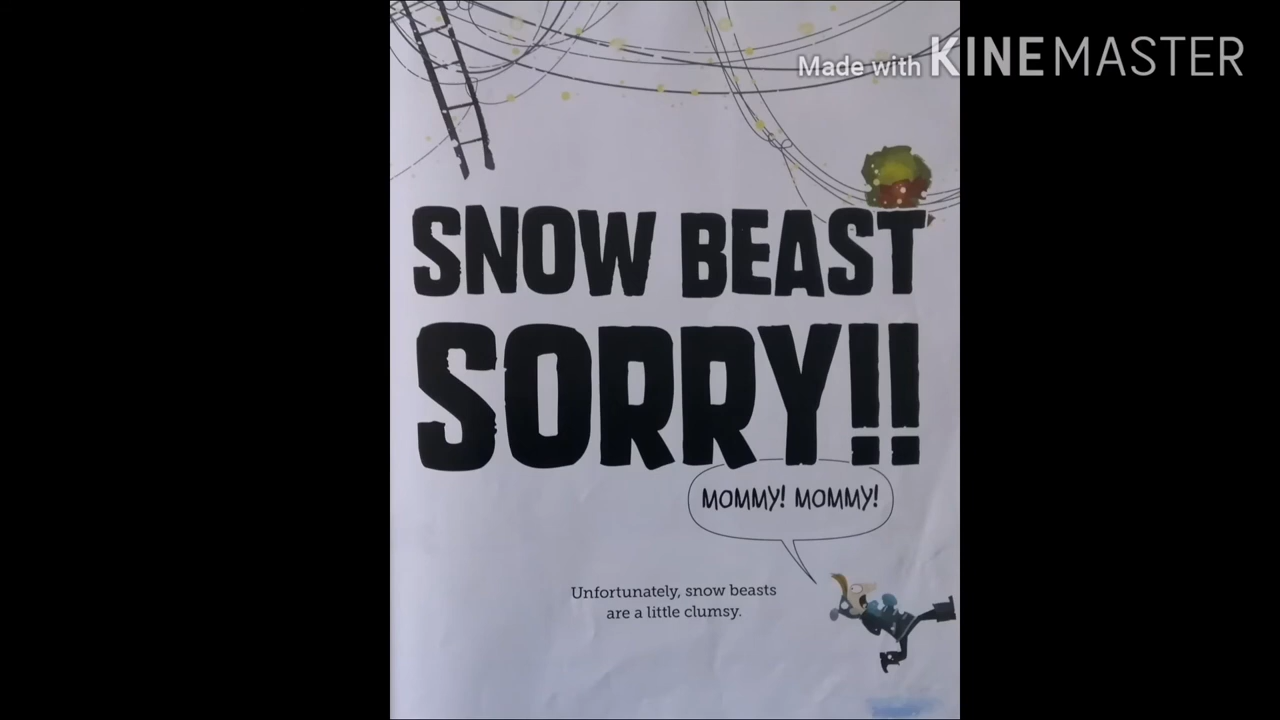 Made with KINEMASTER
SNOW BEAST
SORRY!!
MOMMY! MOMMY!
Unfortunately, snow beasts
are a little clumsy.